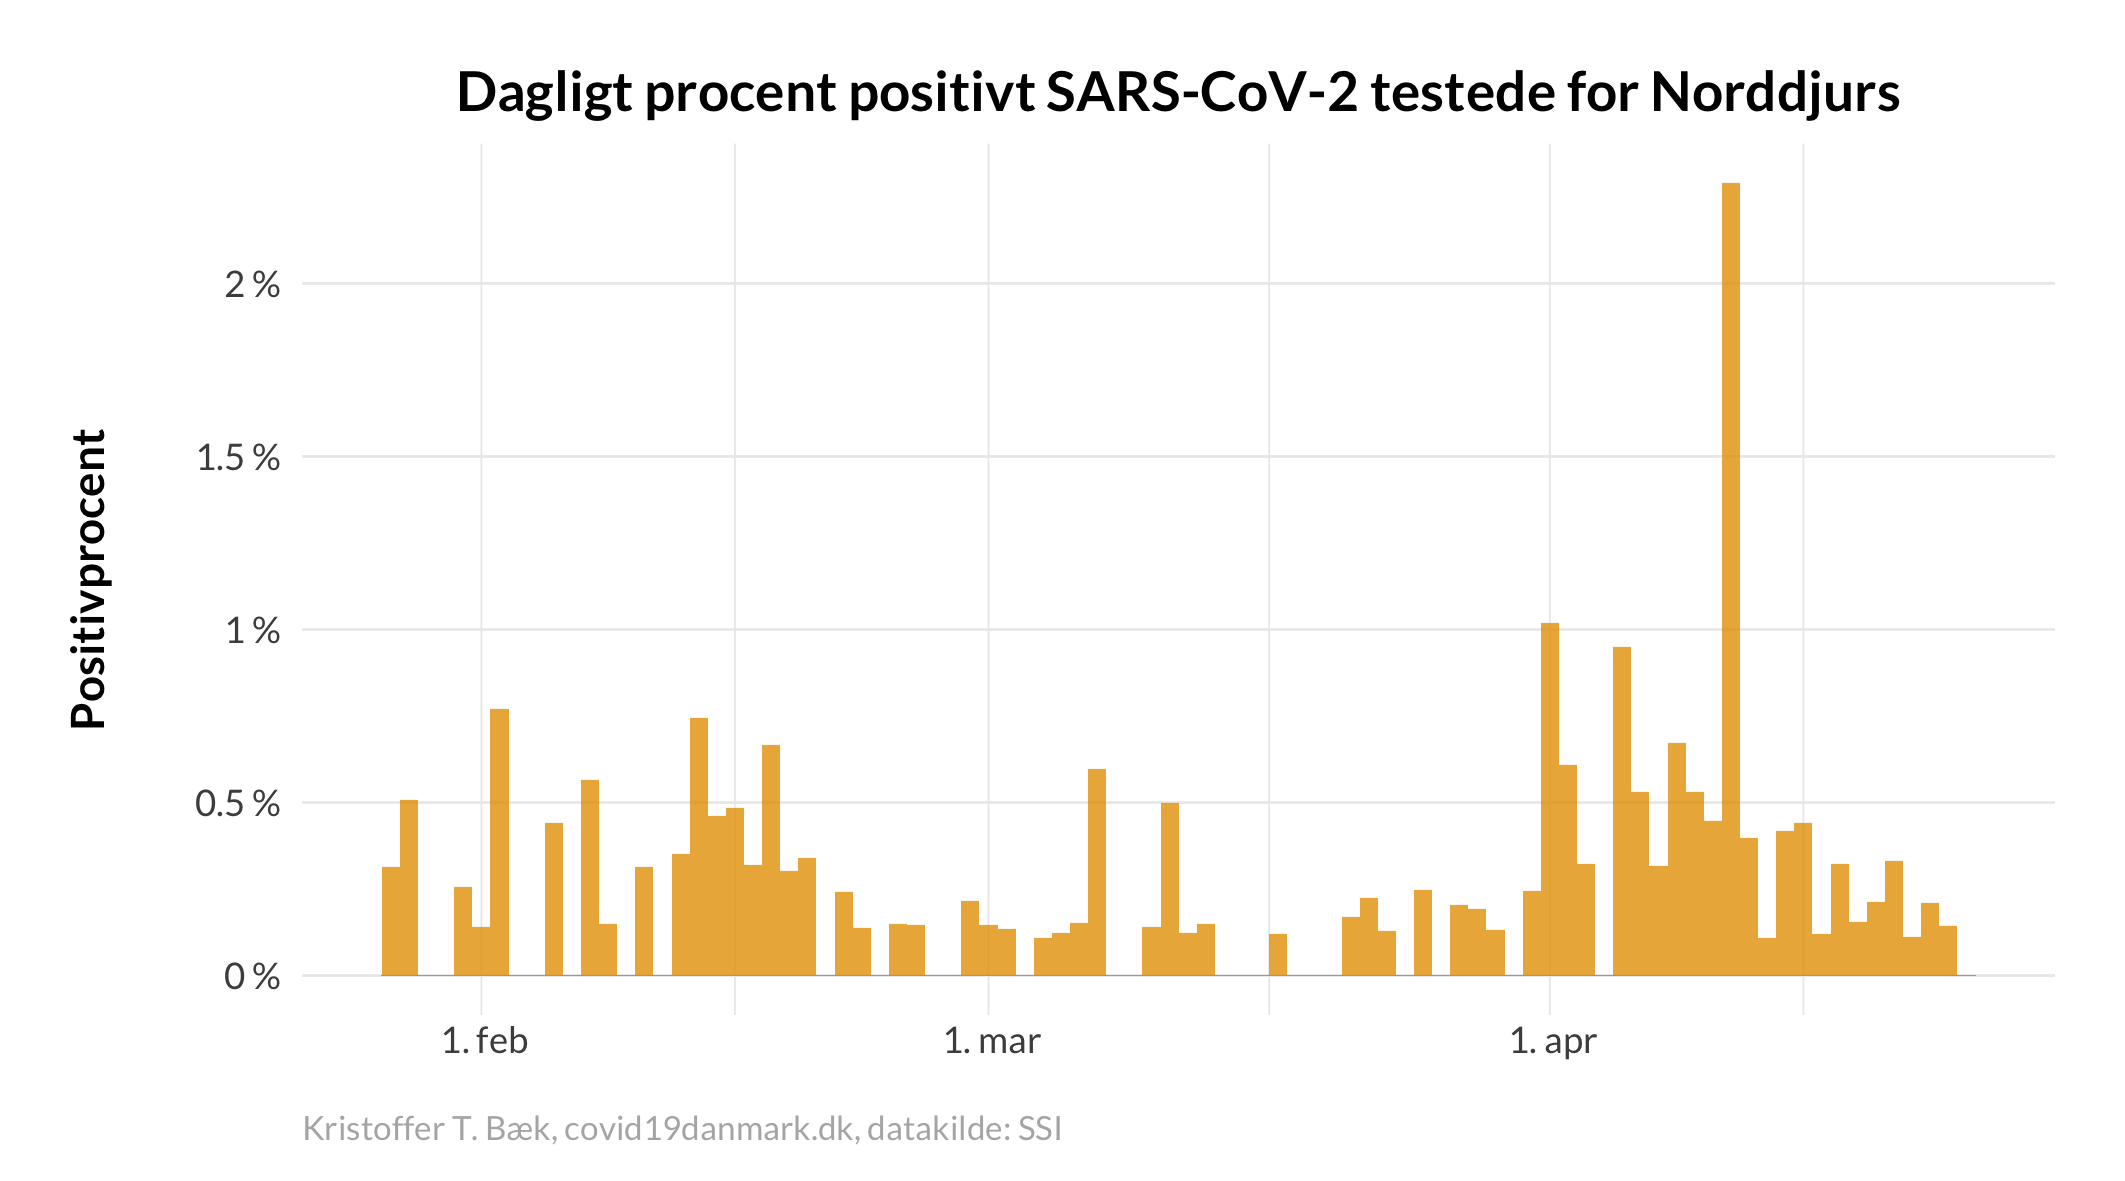 Dagligt procent positivt SARS-CoV-2 testede for Norddjurs
Positivprocent
2 %
1.5 %
1 %
0.5 %
0 %
1. feb
1. mar
1. apr
Kristoffer T. Bæk, covid19danmark.dk, datakilde: SSI